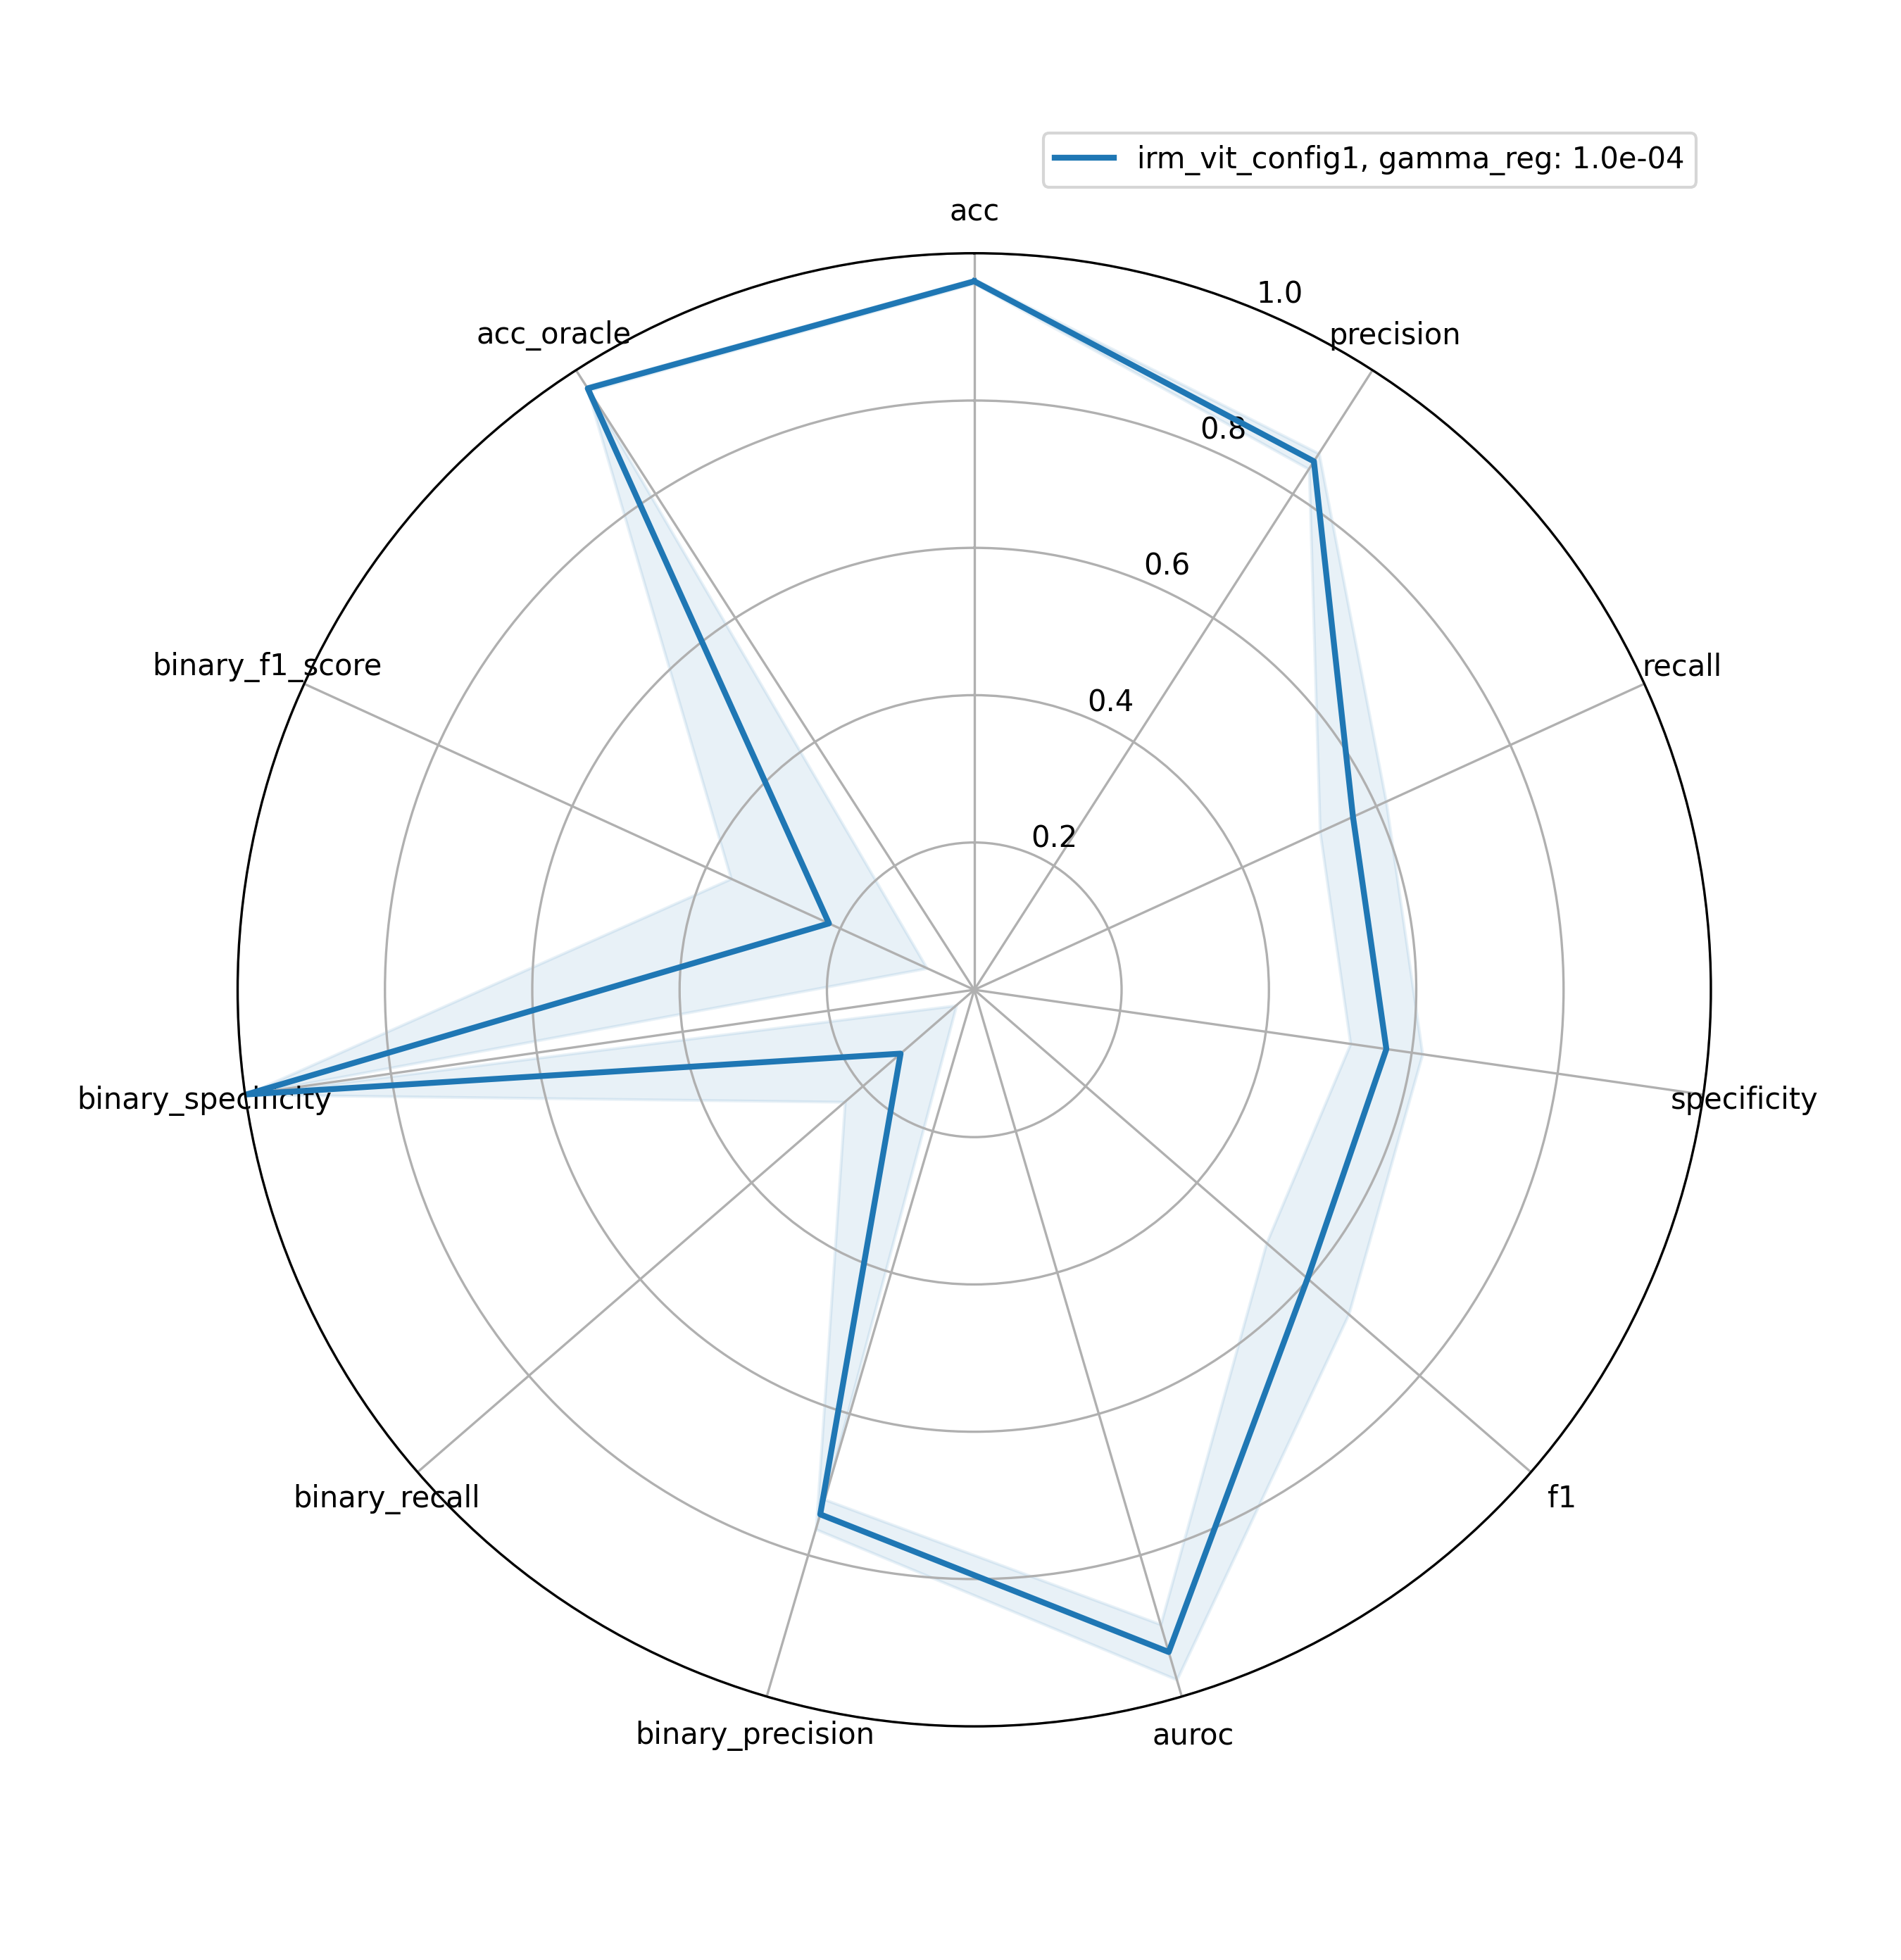 irm_vit_config1, gamma_reg: 1.0e-04
acc
1.0
acc_oracle
precision
0.8
0.6
binary_f1_score
recall
0.4
0.2
binary_specificity
specificity
binary_recall
f1
binary_precision
auroc